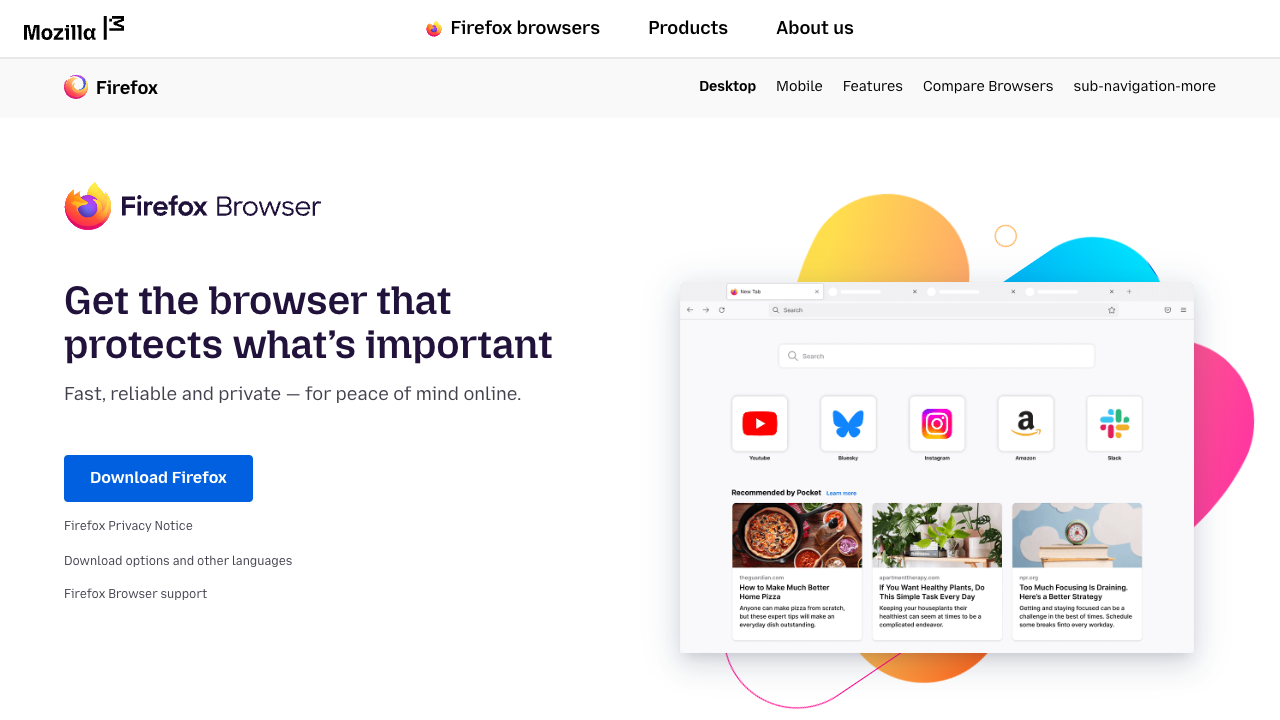 Mozilla
Firefox browsers
Products
About us
Firefox
Desktop
Mobile
Features
Compare Browsers
sub-navigation-more
Firefox Browser
Get the browser that
protects what’s important
Fast, reliable and private — for peace of mind online.
Download Firefox
Firefox Privacy Notice
Download options and other languages
Firefox Browser support
New Tab
Search
Search
Youtube
Bluesky
Instagram
Amazon
Slack
Recommended by Pocket Learn more
theguardian.com
How to Make Much Better
Home Pizza
Anyone can make pizza from scratch,
but these expert tips will make an
everyday dish outstanding.
apartmenttherapy.com
If You Want Healthy Plants, Do
This Simple Task Every Day
Keeping your houseplants their
healthiest can seem at times to be a
complicated endeavor.
npr.org
Too Much Focusing Is Draining.
Here's a Better Strategy
Getting and staying focused can be a
challenge in the best of times. Schedule
some breaks finto every workday.